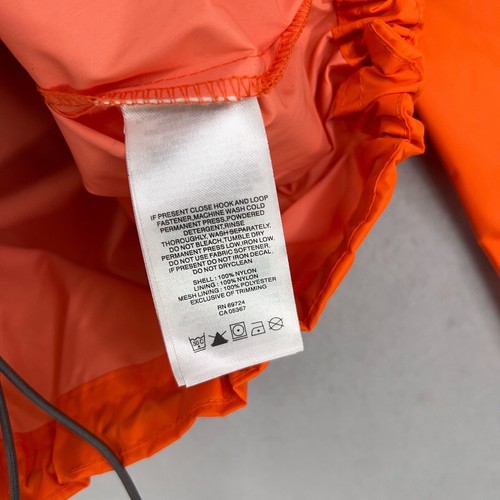 IF PRESENT CLOSE HOOK AND LOOP
FASTENER,MACHINE WASH COLD
PERMANENT PRESS,POWDERED
DETERGENT,RINSE
THOROUGHLY, WASH SEPARATELY,
DO NOT BLEACH,TUMBLE DRY
PERMANENT PRESS LOW,IRON LOW,
DO NOT USE FABRIC SOFTENER.
IF PRESENT DO NOT IRON DECAL.
DO NOT DRYCLEAN
SHELL : 100% NYLON
LINING : 100% NYLON
MESH LINING : 100% POLYESTER
EXCLUSIVE OF TRIMMING
RN 69724
CA 05367